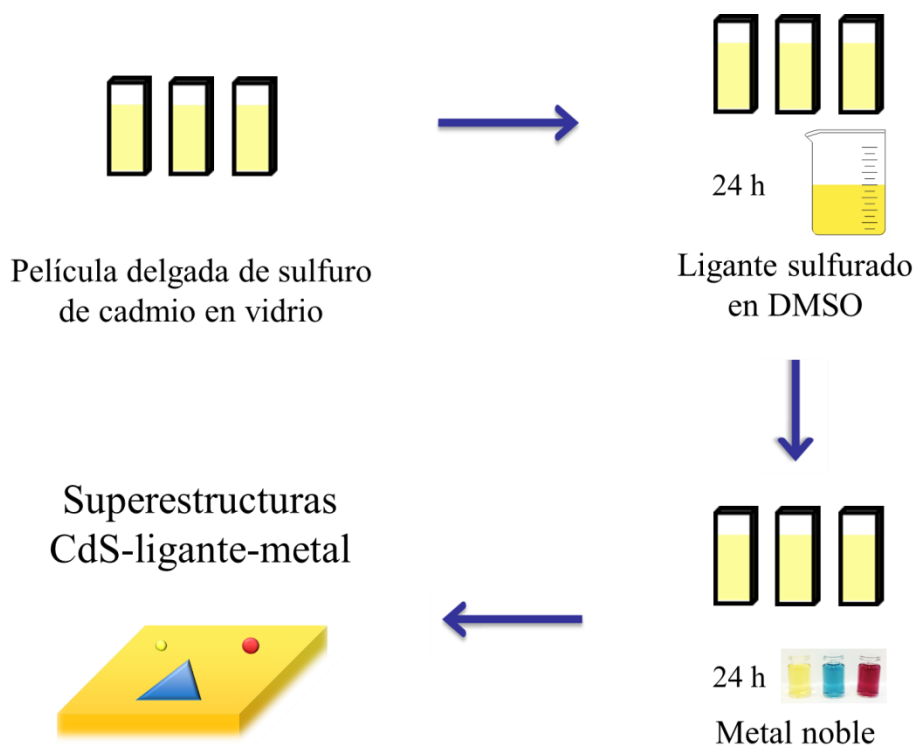 Película delgada de sulfuro
de cadmio en vidrio
24 h
Ligante sulfurado
en DMSO
24 h
Metal noble
Superestructuras
CdS-ligante-metal